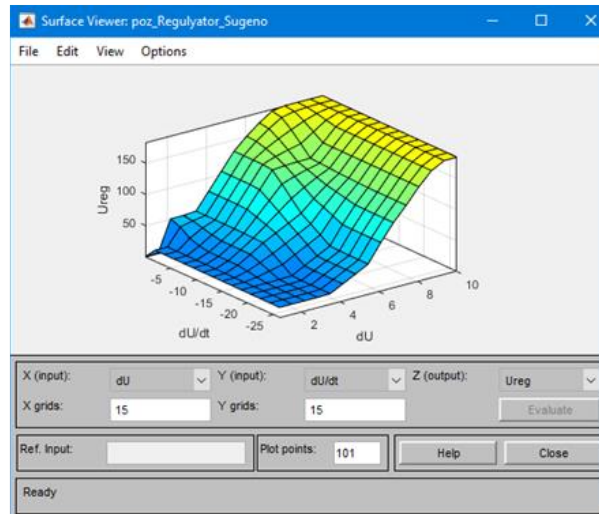 Surface Viewer: poz_Regulyator_Sugeno
File Edit View Options
150
100
50
Ureg
-5
-10
-15
-20
-25
dU/dt
2
4
6
8
10
dU
X (input): dU Y (input): dU/dt Z (output): Ureg
X grids: 15 Y grids: 15 Evaluate
Ref. Input: Plot points: 101 Help Close
Ready